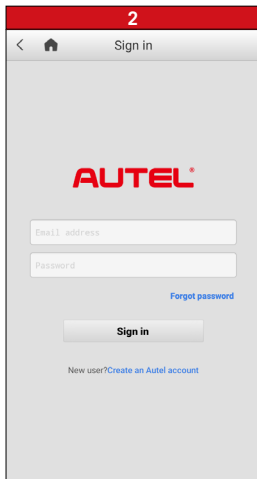 2
Sign in
AUTEL®
Email address
Password
Forgot password
Sign in
New user?Create an Autel account